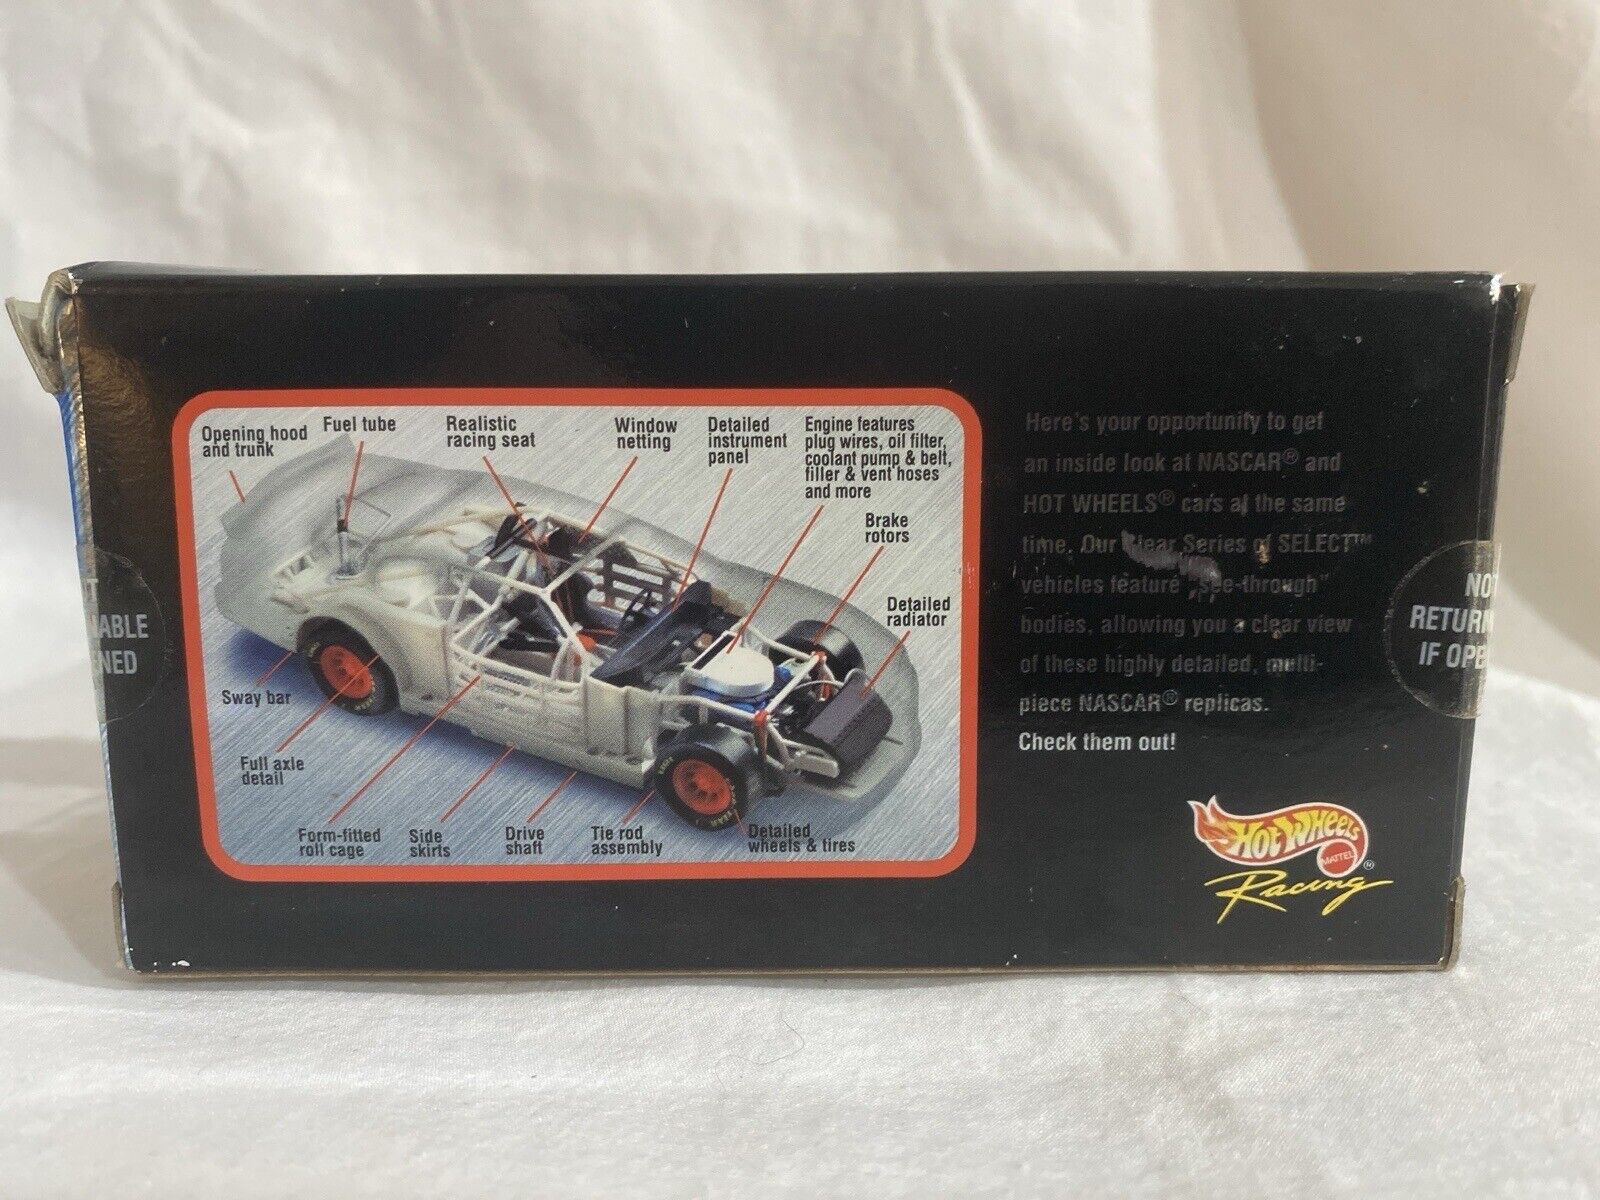 Opening hood
and trunk
Fuel tube
Realistic
racing seat
Window
netting
Detailed
instrument
panel
Engine features
plug wires, oil filter,
coolant pump & belt,
filler & vent hoses
and more
Brake
rotors
Detailed
radiator
Sway bar
Full axle
detail
Form-fitted
roll cage
Side
skirts
Drive
shaft
Tie rod
assembly
Detailed
wheels & tires
Here's your opportunity to get
an inside look at NASCAR® and
HOT WHEELS® cars at the same
time. Our Clear Series of SELECT™
vehicles feature "see-through"
bodies, allowing you a clear view
of these highly detailed, multi-
piece NASCAR® replicas.
Check them out!
HOT WHEELS
MATTEL
®
Racing
NOT
RETURN
IF OPE
T
ABLE
NED